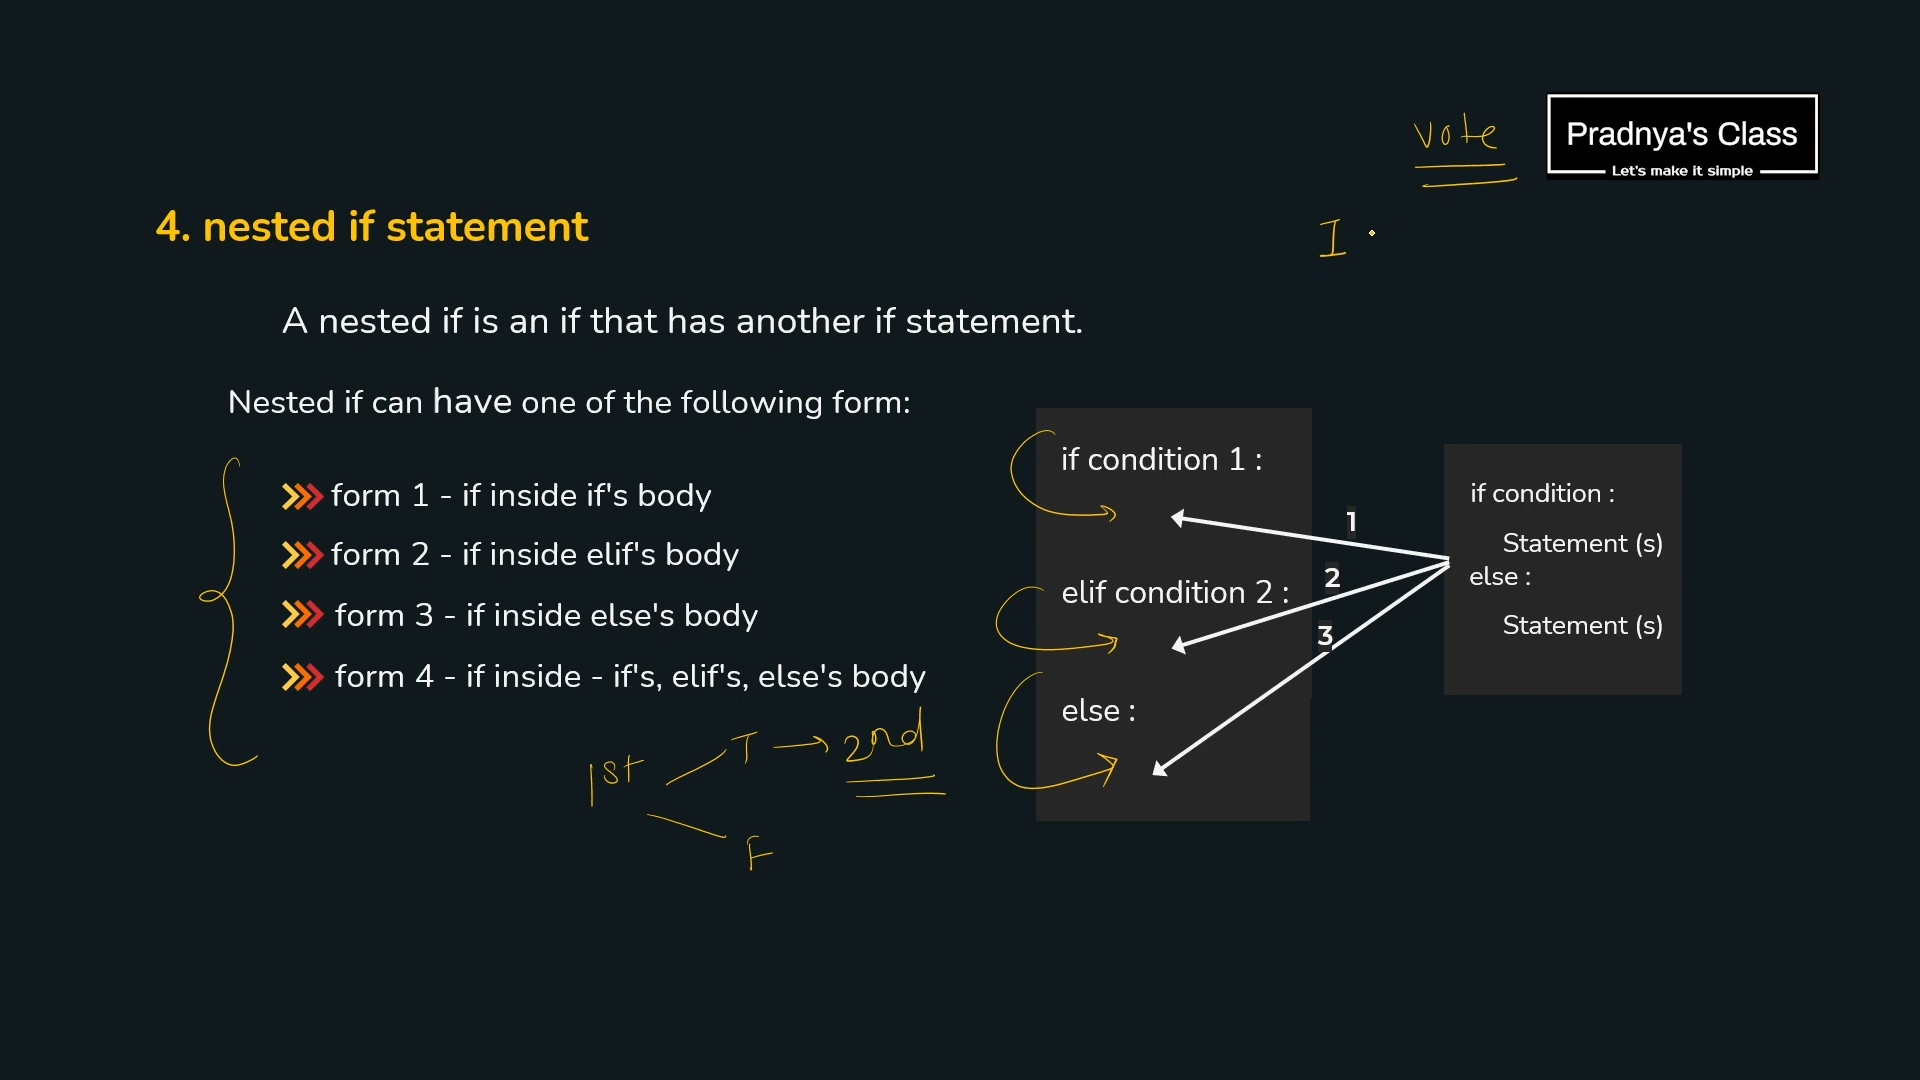 vote
Pradnya's Class
Let's make it simple
4. nested if statement
I
A nested if is an if that has another if statement.
Nested if can have one of the following form:
form 1 - if inside if's body
form 2 - if inside elif's body
form 3 - if inside else's body
form 4 - if inside - if's, elif's, else's body
if condition 1 :
elif condition 2 :
else :
1
2
3
if condition :
Statement (s)
else :
Statement (s)
1st
T
2nd
F